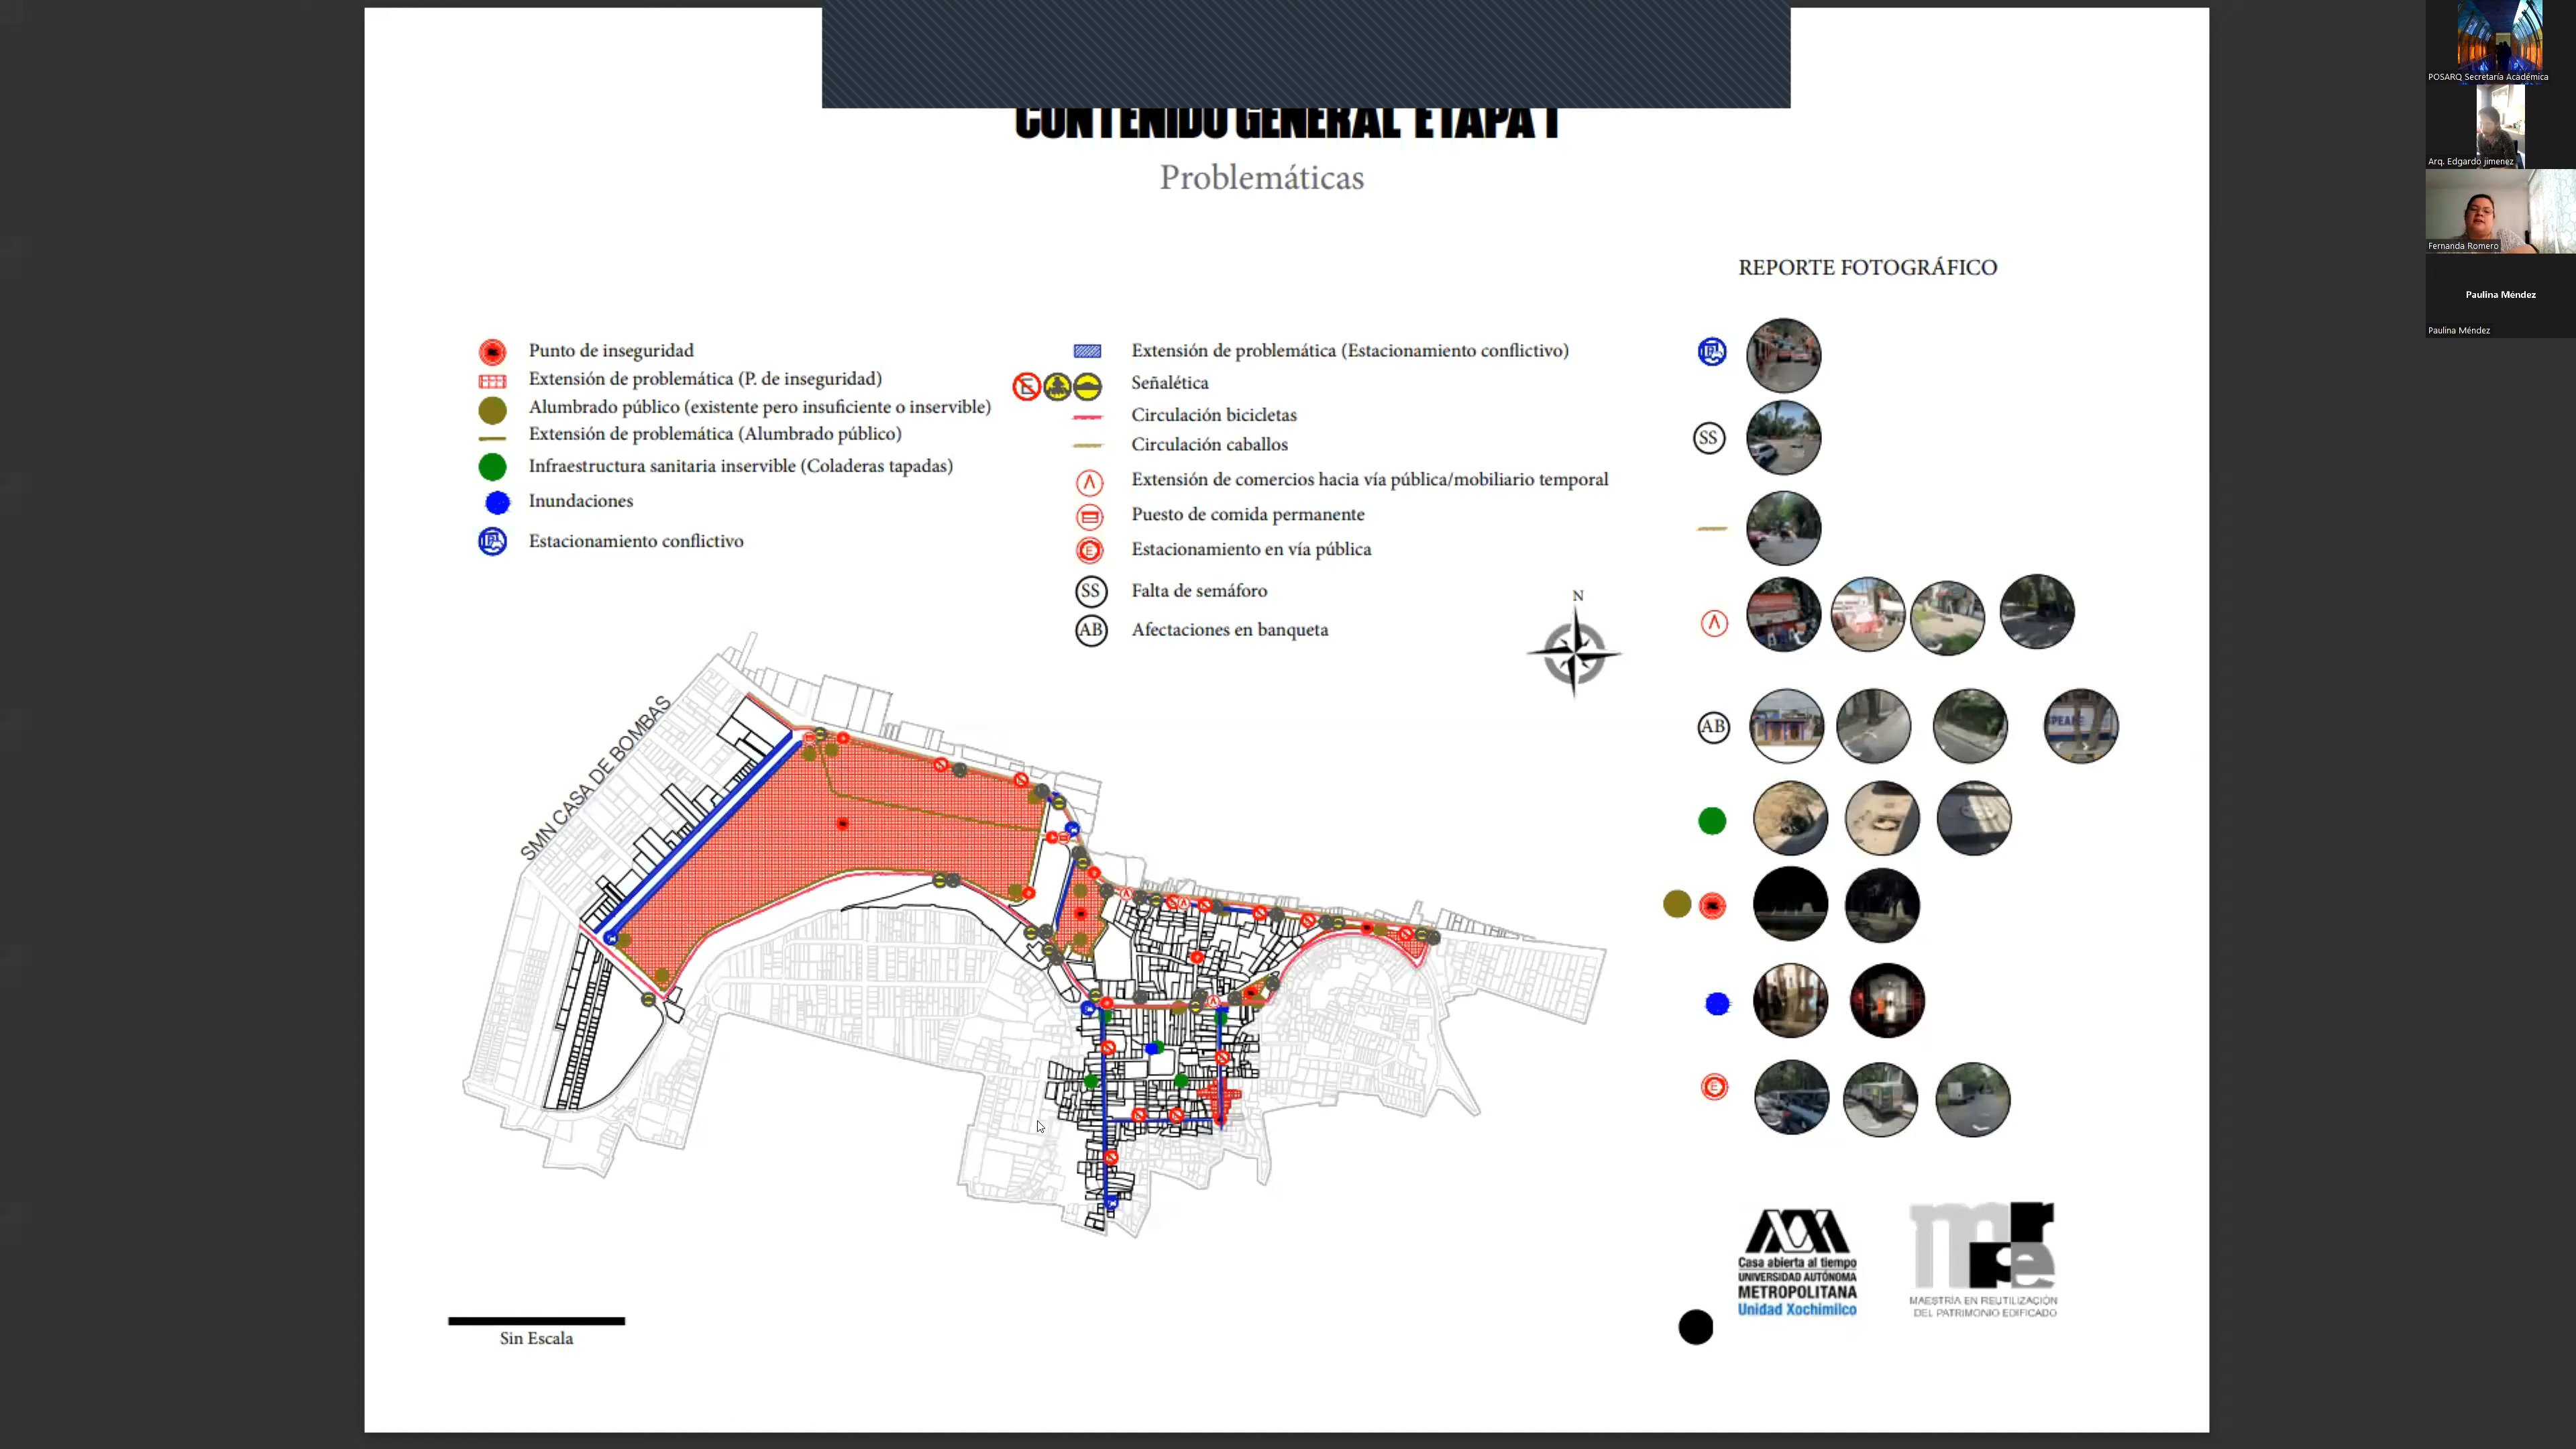 CONTENIDO GENERAL ETAPA I
Problemáticas
REPORTE FOTOGRÁFICO
Punto de inseguridad
Extensión de problemática (P. de inseguridad)
Alumbrado público (existente pero insuficiente o inservible)
Extensión de problemática (Alumbrado público)
Infraestructura sanitaria inservible (Coladeras tapadas)
Inundaciones
Estacionamiento conflictivo
Extensión de problemática (Estacionamiento conflictivo)
E
Señalética
Circulación bicicletas
Circulación caballos
Extensión de comercios hacia vía pública/mobiliario temporal
Puesto de comida permanente
E
Estacionamiento en vía pública
SS
Falta de semáforo
AB
Afectaciones en banqueta
N
SMN CASA DE BOMBAS
Sin Escala
SS
AB
E
Casa abierta al tiempo
UNIVERSIDAD AUTÓNOMA
METROPOLITANA
Unidad Xochimilco
MAESTRÍA EN REUTILIZACIÓN
DEL PATRIMONIO EDIFICADO
POSARQ Secretaría Académica
Arq. Edgardo jimenez
Fernanda Romero
Paulina Méndez
Paulina Méndez